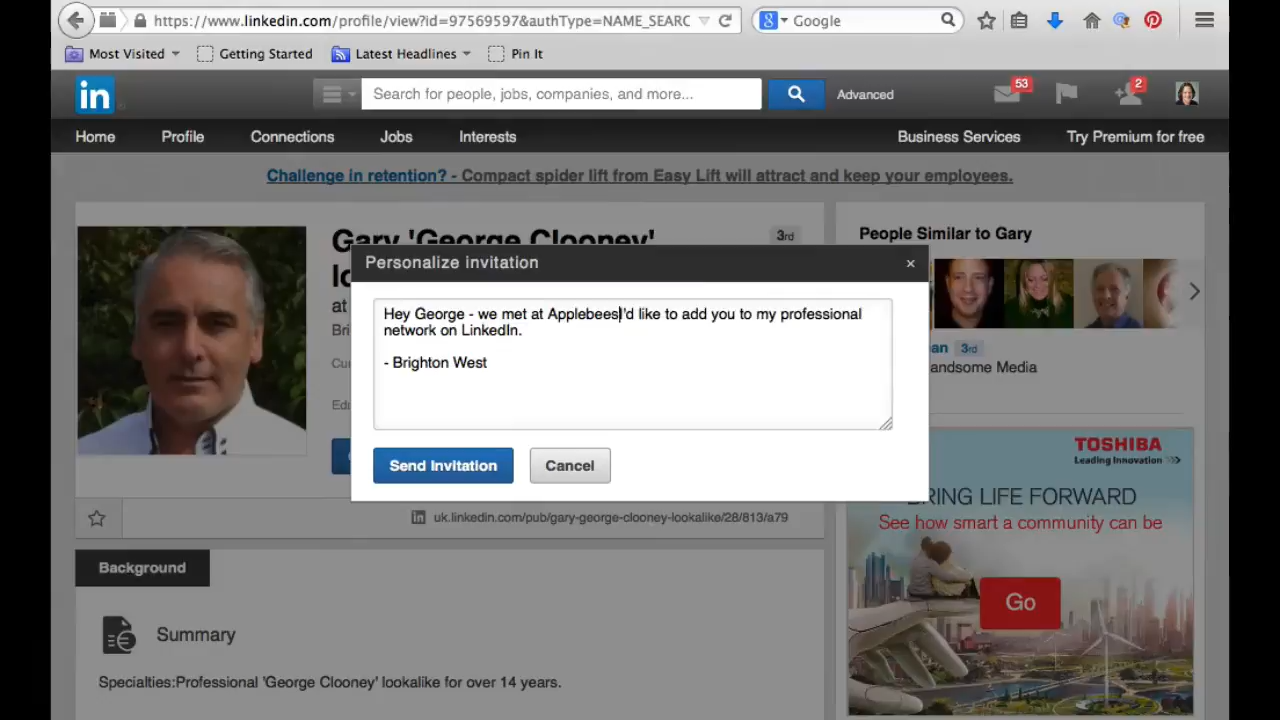 https://www.linkedin.com/profile/view?id=97569597&authType=NAME_SEARC
Google
Most Visited
Getting Started
Latest Headlines
Pin It
in
Search for people, jobs, companies, and more...
Advanced
53
2
Home
Profile
Connections
Jobs
Interests
Business Services
Try Premium for free
Challenge in retention? - Compact spider lift from Easy Lift will attract and keep your employees.
Gary 'George Clooney'
3rd
at
People Similar to Gary
3rd
andsome Media
Personalize invitation
×
Hey George - we met at ApplebeesI'd like to add you to my professional
network on LinkedIn.
- Brighton West
Send Invitation
Cancel
uk.linkedin.com/pub/gary-george-clooney-lookalike/28/813/a79
Background
Summary
Specialties:Professional 'George Clooney' lookalike for over 14 years.
TOSHIBA
Leading Innovation >>>
BRING LIFE FORWARD
See how smart a community can be
Go